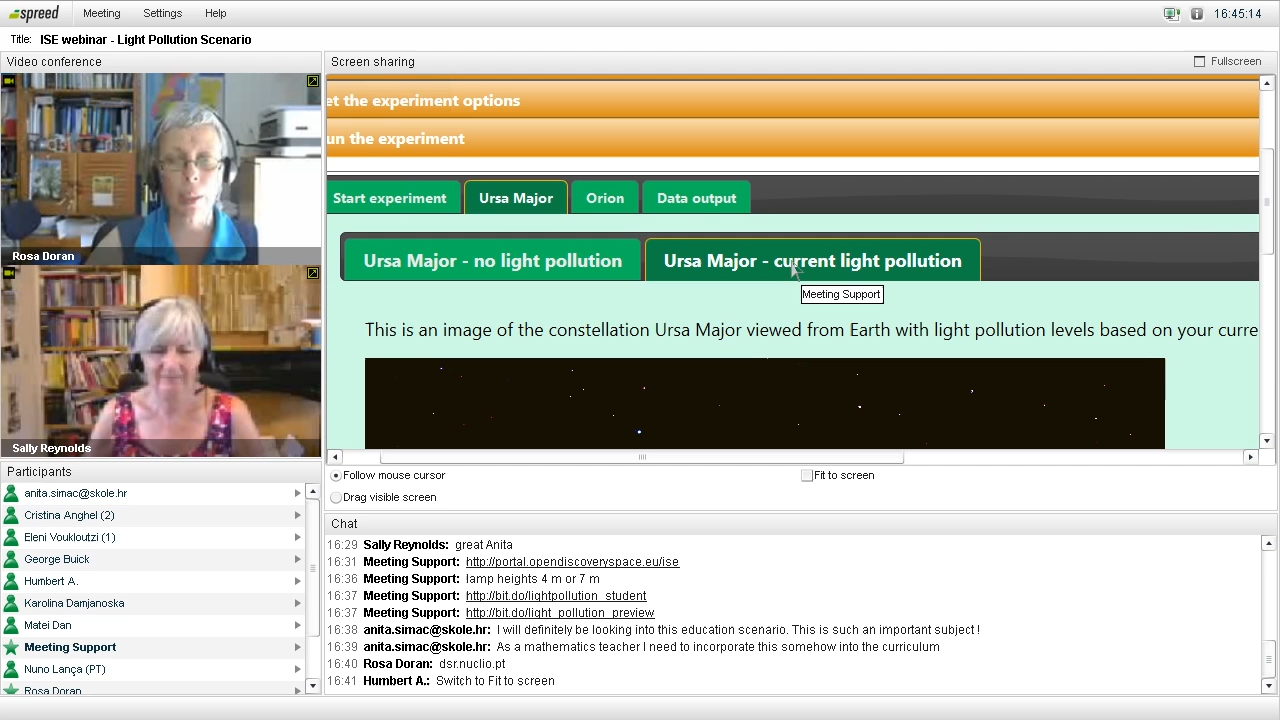 spreed Meeting Settings Help 16:45:14
Title: ISE webinar - Light Pollution Scenario
Video conference
Rosa Doran
Sally Reynolds
Participants
anita.simac@skole.hr
Cristina Anghel (2)
Eleni Voukloutzi (1)
George Buick
Humbert A.
Karolina Damjanoska
Matei Dan
Meeting Support
Nuno Lança (PT)
Rosa Doran
Screen sharing Fullscreen
et the experiment options
un the experiment
Start experiment Ursa Major Orion Data output
Ursa Major - no light pollution Ursa Major - current light pollution
Meeting Support
This is an image of the constellation Ursa Major viewed from Earth with light pollution levels based on your curre
Follow mouse cursor Fit to screen
Drag visible screen
Chat
16:29 Sally Reynolds: great Anita
16:31 Meeting Support: http://portal.opendiscoveryspace.eu/ise
16:36 Meeting Support: lamp heights 4 m or 7 m
16:37 Meeting Support: http://bit.do/lightpollution_student
16:37 Meeting Support: http://bit.do/light_pollution_preview
16:38 anita.simac@skole.hr: I will definitely be looking into this education scenario. This is such an important subject !
16:39 anita.simac@skole.hr: As a mathematics teacher I need to incorporate this somehow into the curriculum
16:40 Rosa Doran: dsr.nuclio.pt
16:41 Humbert A.: Switch to Fit to screen